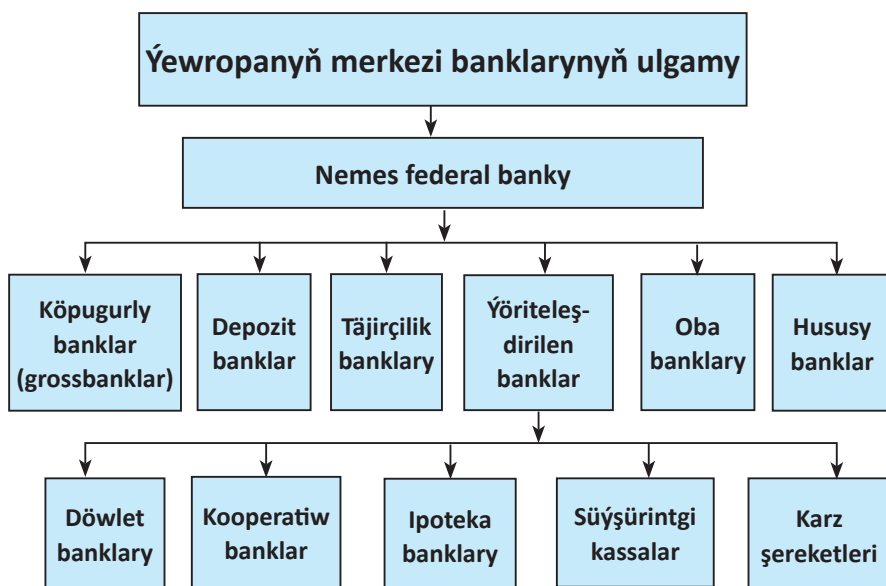 Ýewropanyň merkezi banklarynyň ulgamy
Nemes federal banky
Köpugurly
banklar
(grossbanklar)
Depozit
banklar
Täjirçilik
banklary
Ýöriteleş-
dirilen
banklar
Oba
banklary
Hususy
banklar
Döwlet
banklary
Kooperatiw
banklar
Ipoteka
banklary
Süýşürintgi
kassalar
Karz
şereketleri